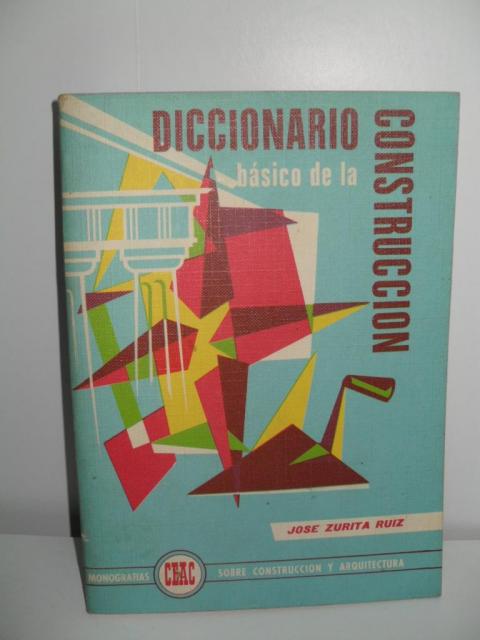 DICCIONARIO
básico de la
CONSTRUCCION
JOSE ZURITA RUIZ
MONOGRAFIAS CEAC SOBRE CONSTRUCCION Y ARQUITECTURA